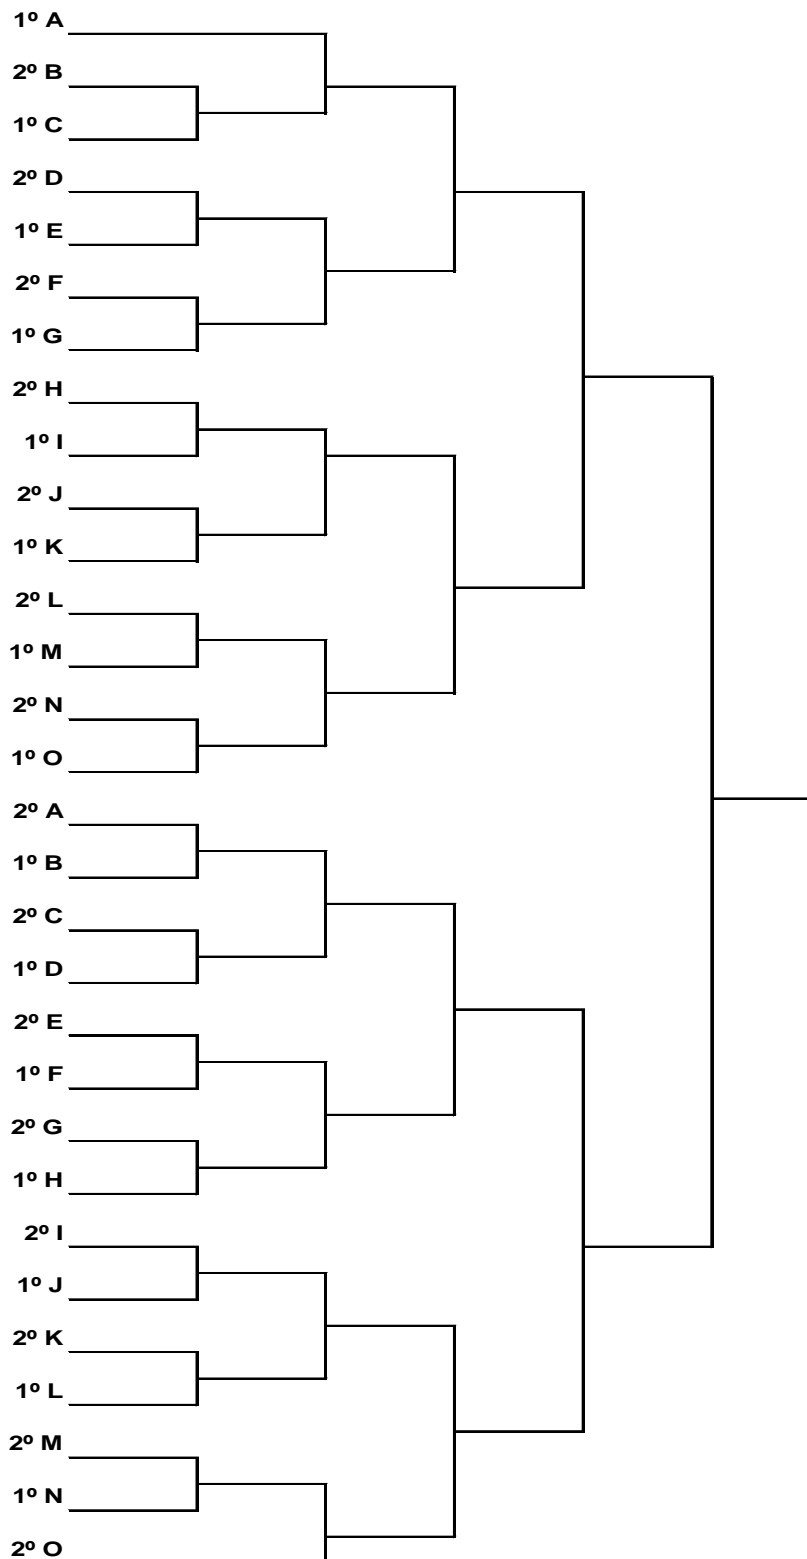 1º A
2º B
1º C
2º D
1º E
2º F
1º G
2º H
1º I
2º J
1º K
2º L
1º M
2º N
1º O
2º A
1º B
2º C
1º D
2º E
1º F
2º G
1º H
2º I
1º J
2º K
1º L
2º M
1º N
2º O